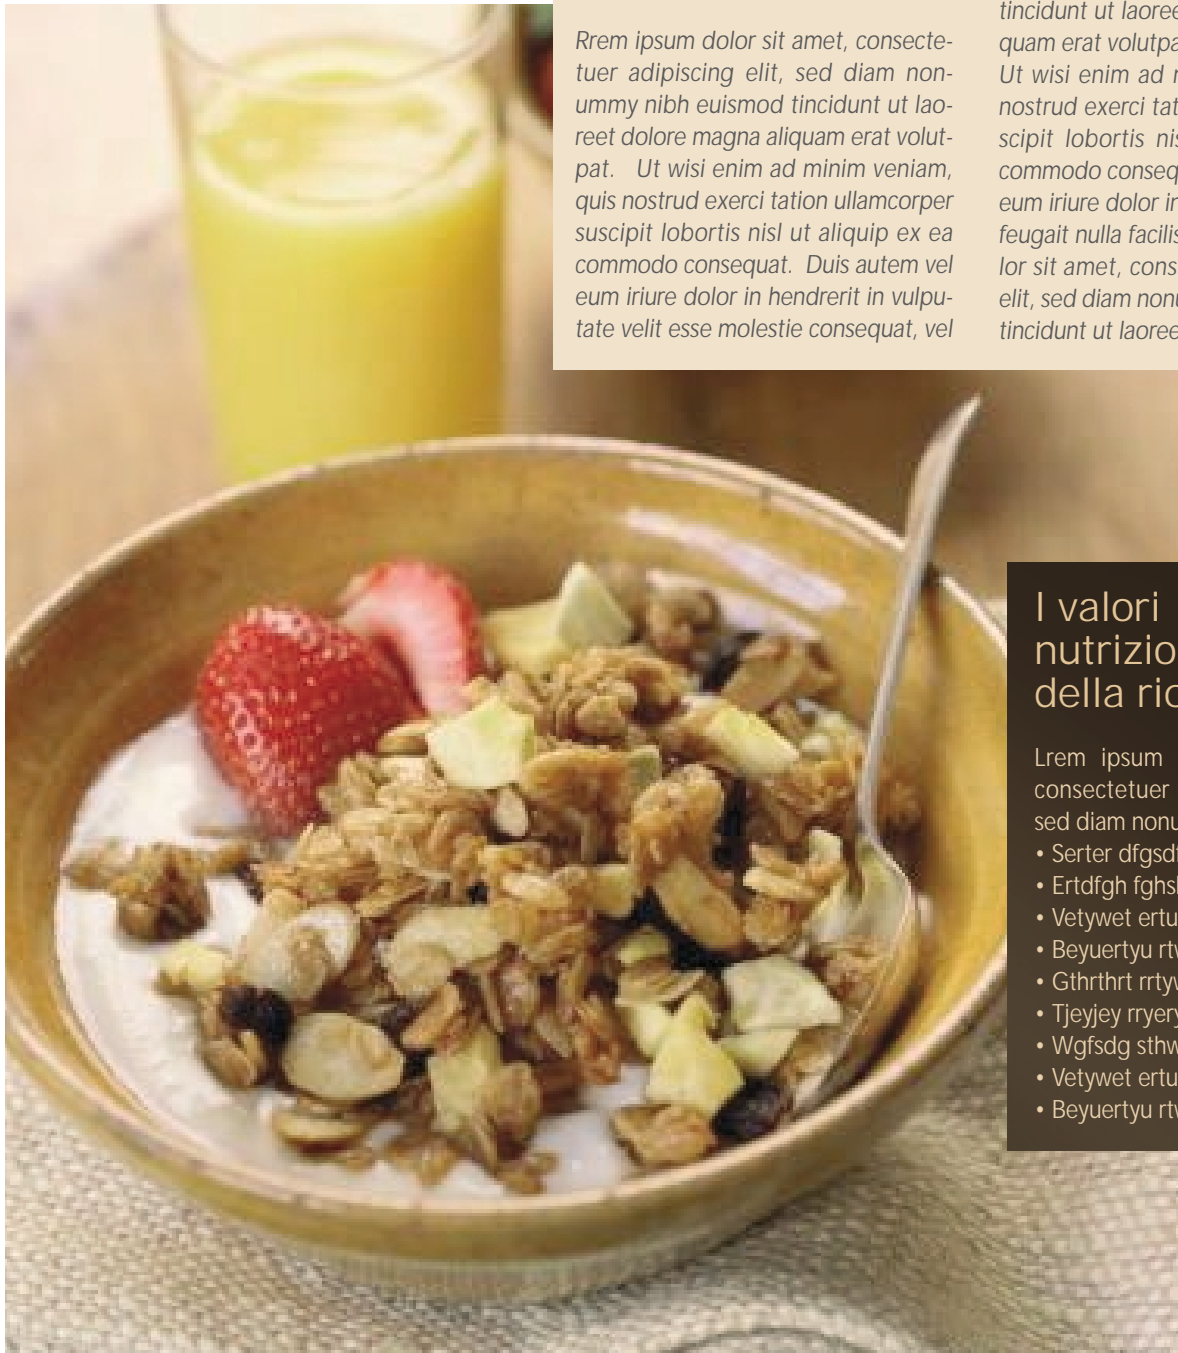 Rrem ipsum dolor sit amet, consecte-
tuer adipiscing elit, sed diam non-
ummy nibh euismod tincidunt ut lao-
reet dolore magna aliquam erat volut-
pat. Ut wisi enim ad minim veniam,
quis nostrud exerci tation ullamcorper
suscipit lobortis nisl ut aliquip ex ea
commodo consequat. Duis autem vel
eum iriure dolor in hendrerit in vulpu-
tate velit esse molestie consequat, vel
tincidunt ut
quam erat
Ut wisi enim ad
nostrud exerci
scipit lobortis
commodo
eum iriure dolor
feugait nulla
lor sit amet,
elit, sed diam
tincidunt ut
I valori
della
Lrem ipsum
consectetuer
sed diam
• Serter
• Ertdfgh
• Vetywet
• Beyuertyu
• Gthrthrt
• Tjeyjey
• Wgfsdg
• Vetywet
• Beyuertyu